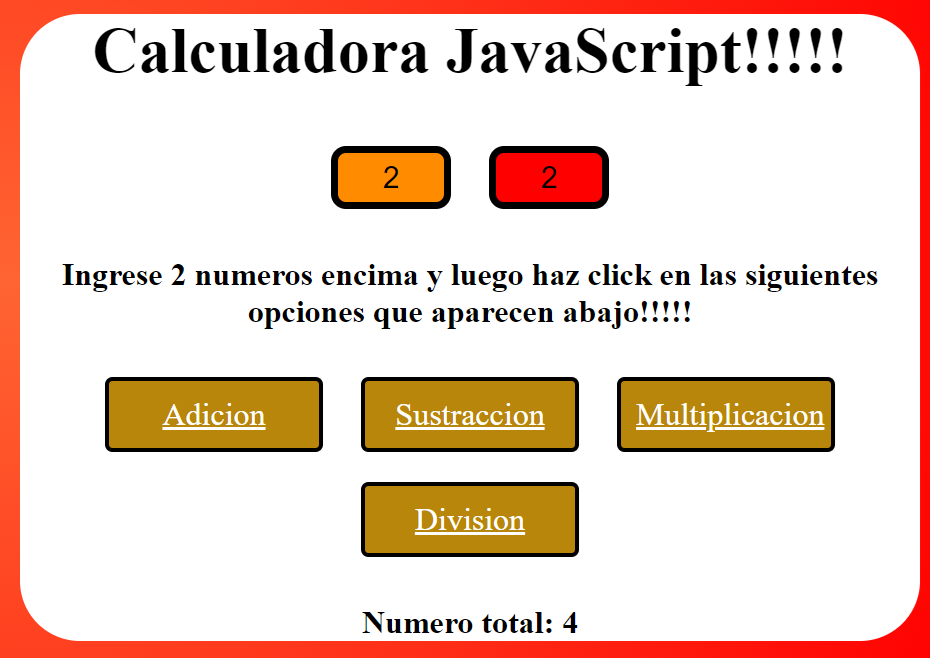 Calculadora JavaScript!!!!!
2 2
Ingrese 2 numeros encima y luego haz click en las siguientes
opciones que aparecen abajo!!!!!
Adicion Sustraccion Multiplicacion
Division
Numero total: 4